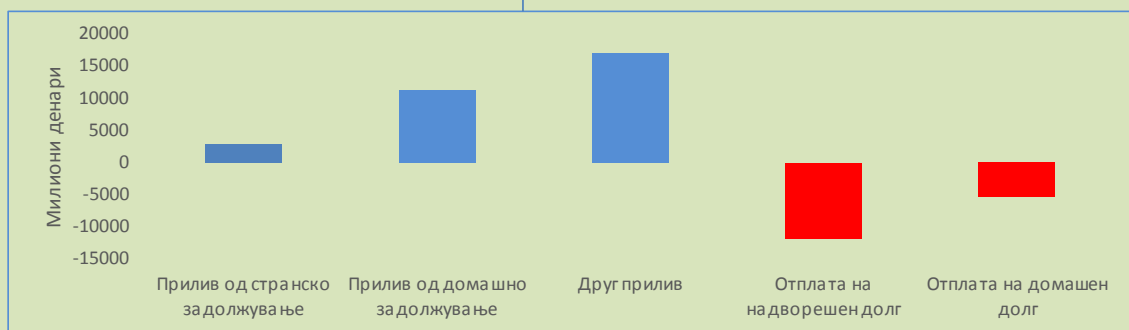 Милиони денари
20000
15000
10000
5000
0
-5000
-10000
-15000
Прилив од странско
задолжување
Прилив од домашно
задолжување
Друг прилив
Отплата на
надворешен долг
Отплата на домашен
долг